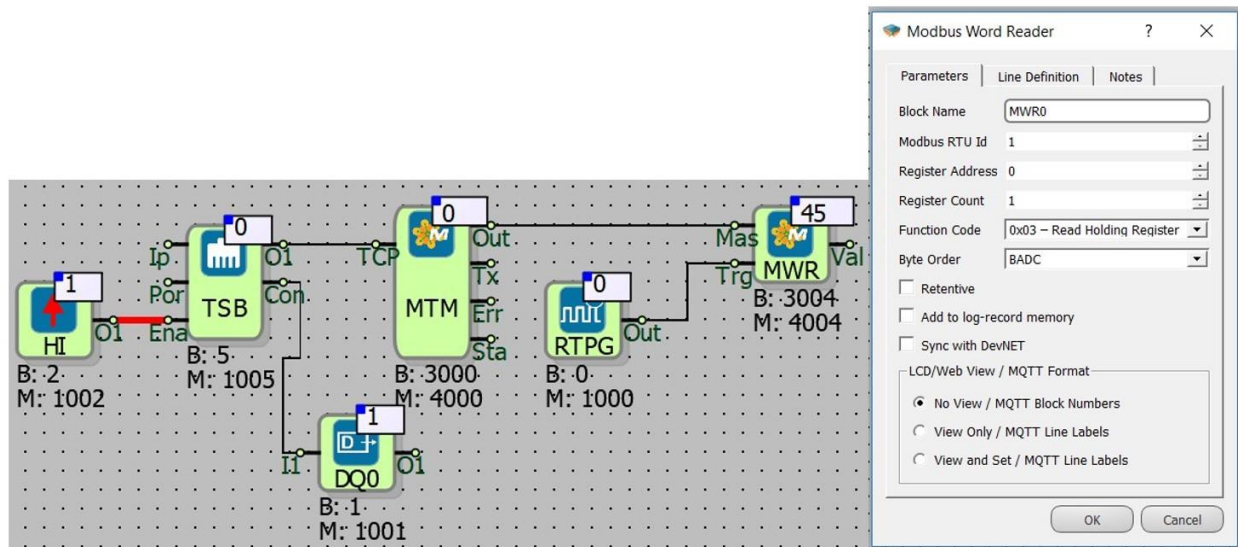 1
HI
O1
B: 2
M: 1002
0
Ip
Por
Ena
O1
Con
TSB
B: 5
M: 1005
1
I1
DQ0
O1
B: 1
M: 1001
0
TCP
Out
Tx
Err
Sta
MTM
B: 3000
M: 4000
0
RTPG
Out
B: 0
M: 1000
45
Mas
Trg
Val
MWR
B: 3004
M: 4004
Modbus Word Reader ? X
Parameters Line Definition Notes
Block Name MWR0
Modbus RTU Id 1
Register Address 0
Register Count 1
Function Code 0x03 – Read Holding Register
Byte Order BADC
Retentive
Add to log-record memory
Sync with DevNET
LCD/Web View / MQTT Format
No View / MQTT Block Numbers
View Only / MQTT Line Labels
View and Set / MQTT Line Labels
OK Cancel